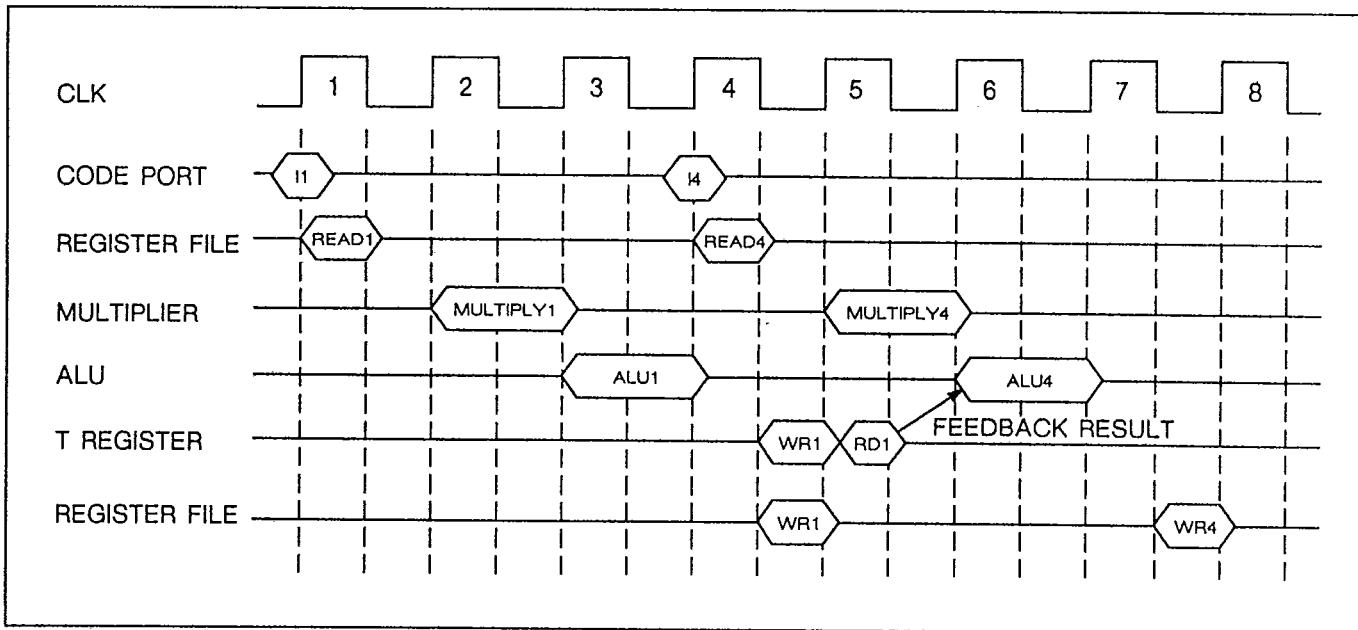 CLK 1 2 3 4 5 6 7 8
CODE PORT I1 I4
REGISTER FILE READ1 READ4
MULTIPLIER MULTIPLY1 MULTIPLY4
ALU ALU1 ALU4
T REGISTER WR1 RD1 FEEDBACK RESULT
REGISTER FILE WR1 WR4